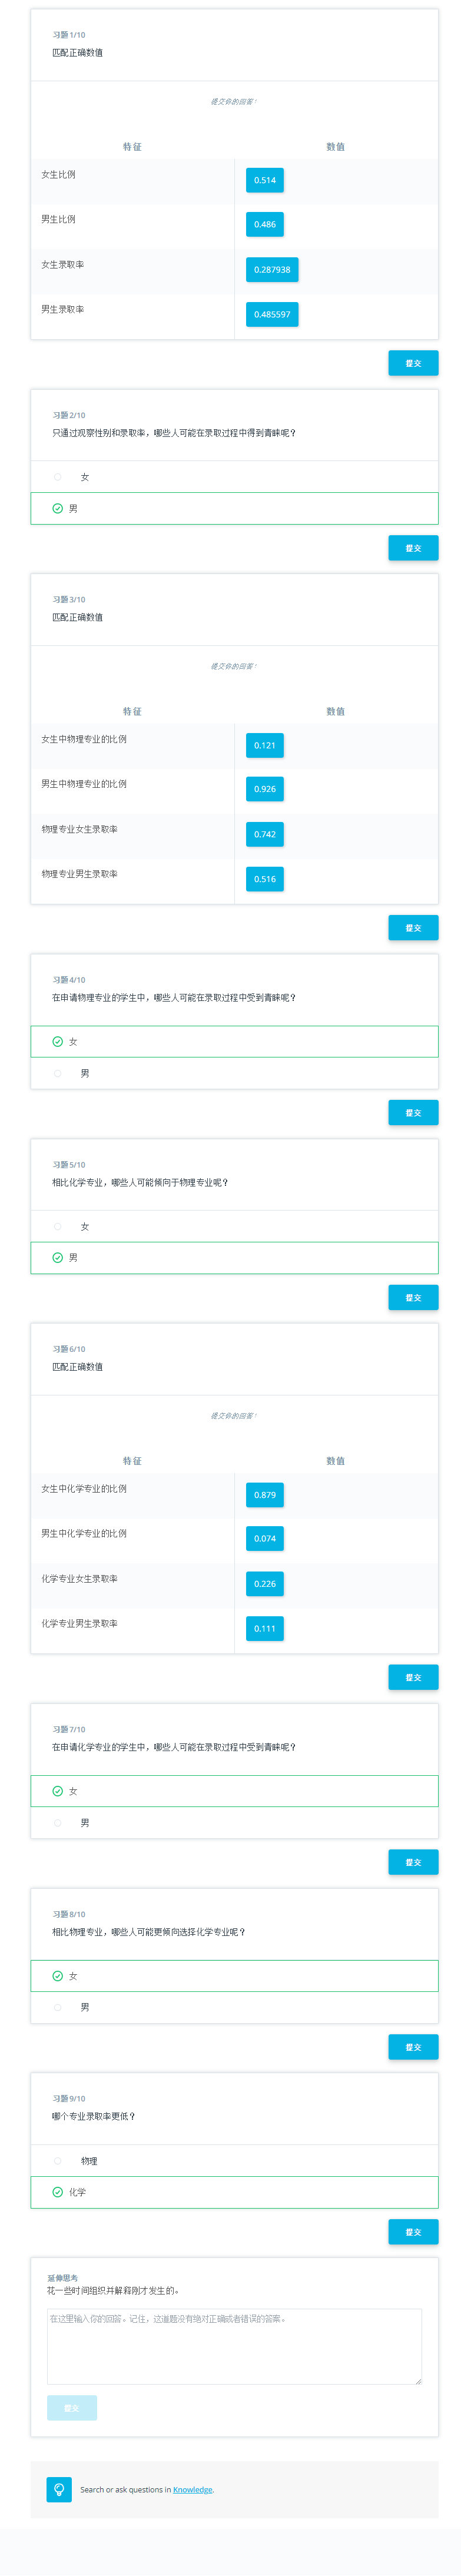 习题 1/10
匹配正确数值
提交你的回答!
特征 数值
女生比例 0.514
男生比例 0.486
女生录取率 0.287938
男生录取率 0.485597
提交
习题 2/10
只通过观察性别和录取率，哪些人可能在录取过程中得到青睐呢？
女
男
提交
习题 3/10
匹配正确数值
提交你的回答!
特征 数值
女生中物理专业的比例 0.121
男生中物理专业的比例 0.926
物理专业女生录取率 0.742
物理专业男生录取率 0.516
提交
习题 4/10
在申请物理专业的学生中，哪些人可能在录取过程中受到青睐呢？
女
男
提交
习题 5/10
相比化学专业，哪些人可能倾向于物理专业呢？
女
男
提交
习题 6/10
匹配正确数值
提交你的回答!
特征 数值
女生中化学专业的比例 0.879
男生中化学专业的比例 0.074
化学专业女生录取率 0.226
化学专业男生录取率 0.111
提交
习题 7/10
在申请化学专业的学生中，哪些人可能在录取过程中受到青睐呢？
女
男
提交
习题 8/10
相比物理专业，哪些人可能更倾向选择化学专业呢？
女
男
提交
习题 9/10
哪个专业录取率更低？
物理
化学
提交
延伸思考
花一些时间组织并解释刚才发生的。
在这里输入你的回答。记住，这道题没有绝对正确或者错误的答案。
提交
Search or ask questions in Knowledge.